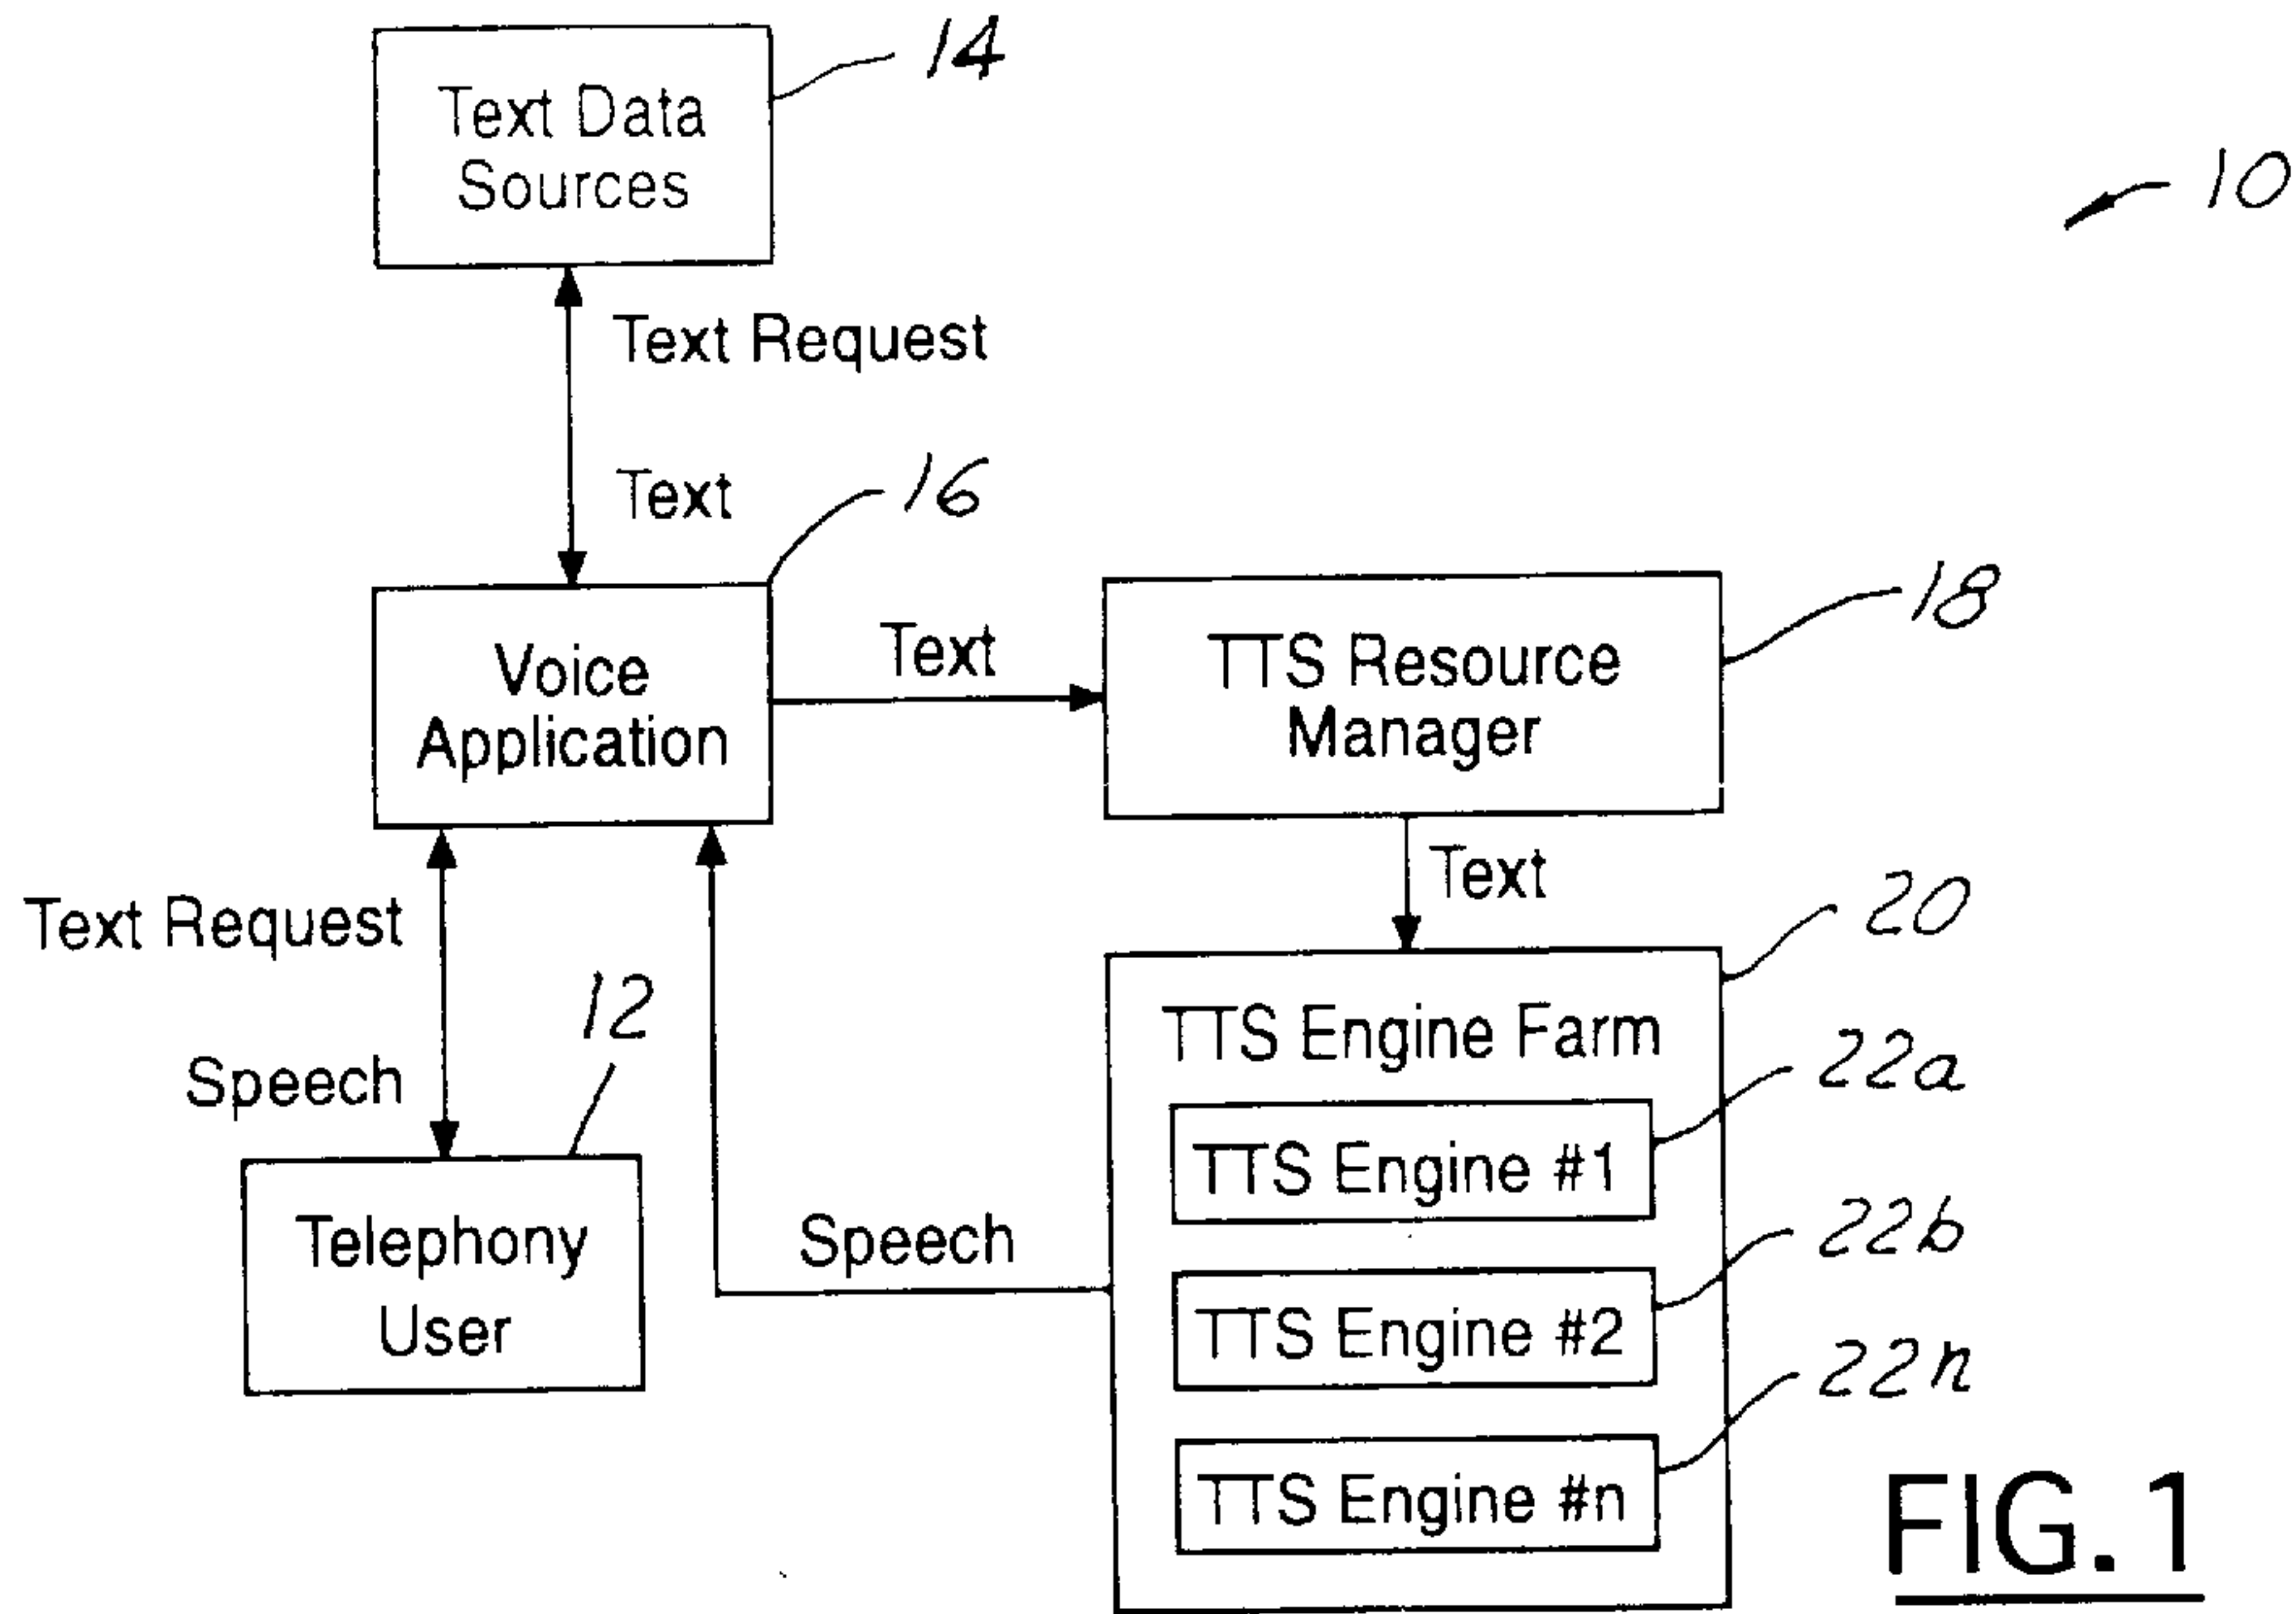 14
Text Data
Sources
10
Text Request
Text
16
Voice
Application
Text
TTS Resource
Manager
18
Text
Text Request
Speech
12
Telephony
User
Speech
20
TTS Engine Farm
22a
TTS Engine #1
22b
TTS Engine #2
22n
TTS Engine #n
FIG.1